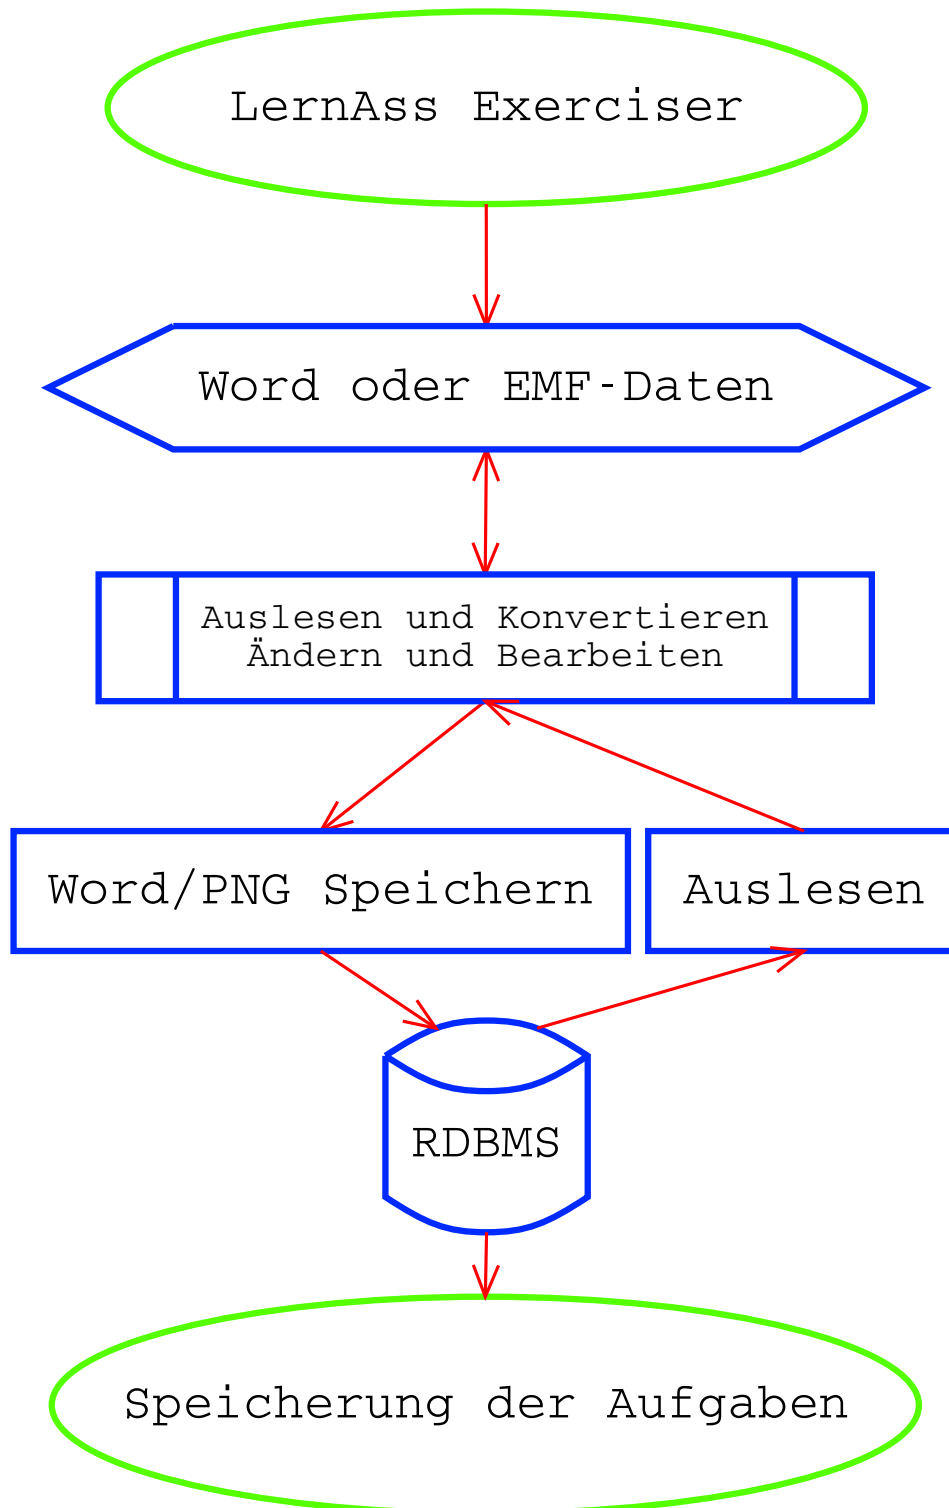 LernAss Exerciser
Word oder EMF-Daten
Auslesen und Konvertieren
Ändern und Bearbeiten
Word/PNG Speichern
Auslesen
RDBMS
Speicherung der Aufgaben